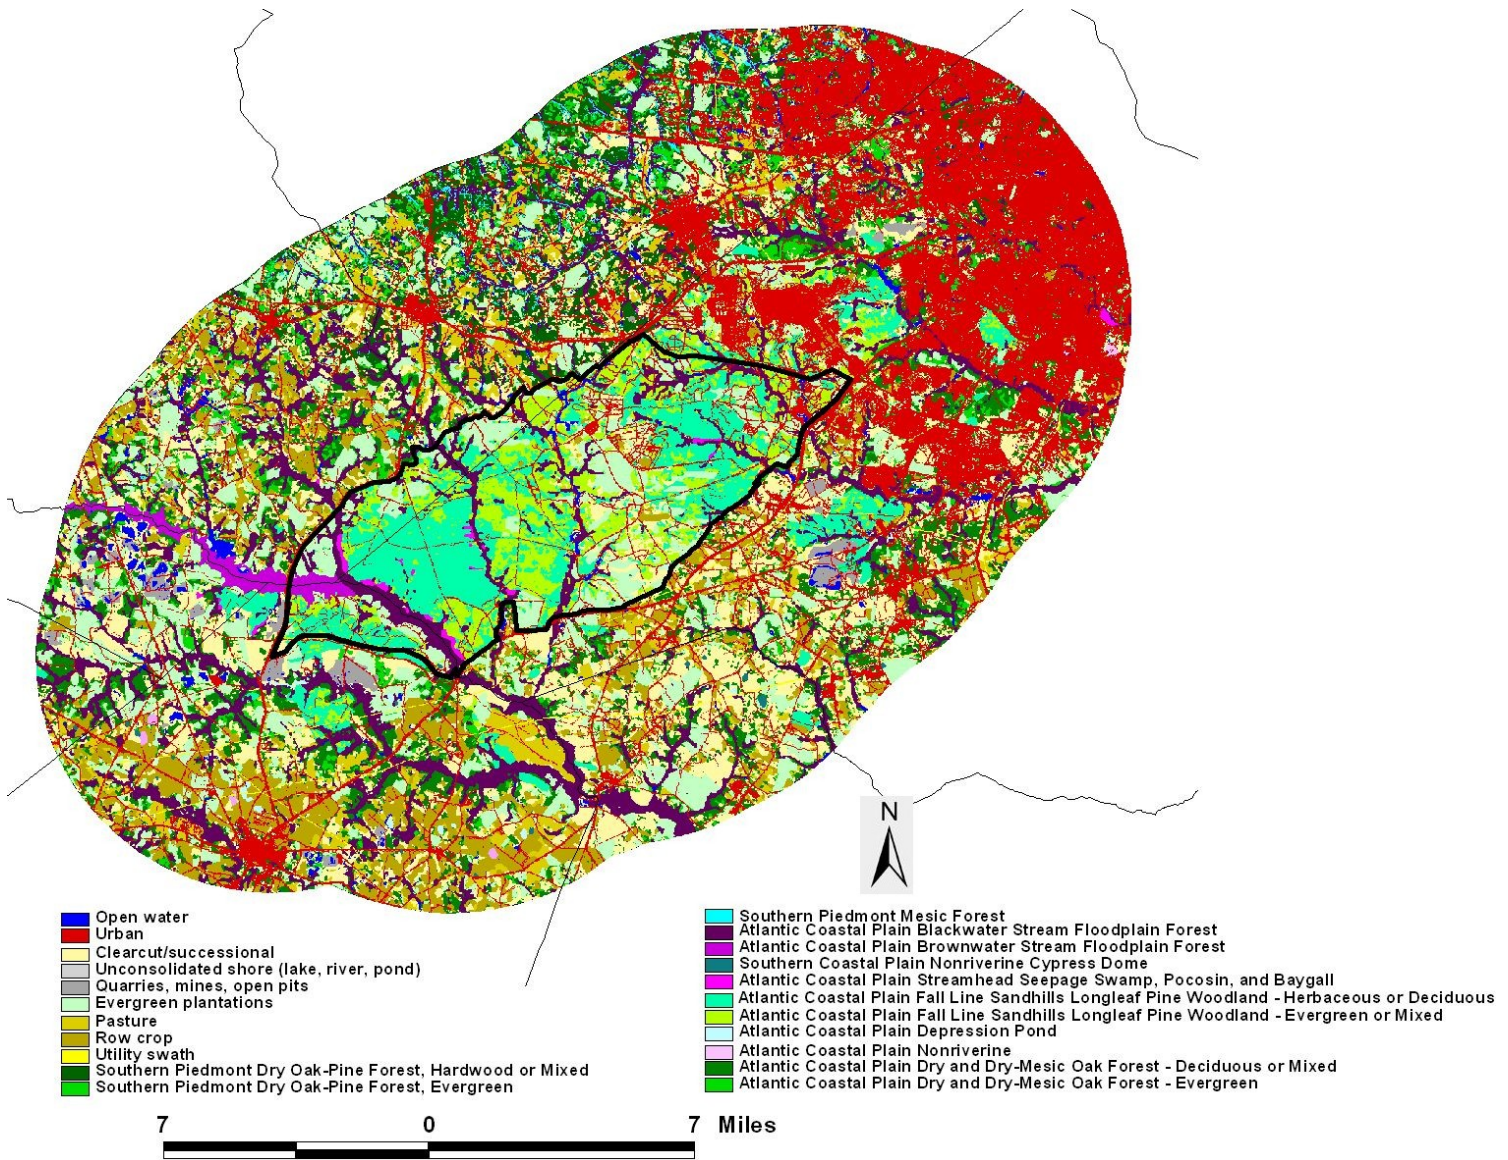 N
Open water
Urban
Clearcut/successional
Unconsolidated shore (lake, river, pond)
Quarries, mines, open pits
Evergreen plantations
Pasture
Row crop
Utility swath
Southern Piedmont Dry Oak-Pine Forest, Hardwood or Mixed
Southern Piedmont Dry Oak-Pine Forest, Evergreen
Southern Piedmont Mesic Forest
Atlantic Coastal Plain Blackwater Stream Floodplain Forest
Atlantic Coastal Plain Brownwater Stream Floodplain Forest
Southern Coastal Plain Nonriverine Cypress Dome
Atlantic Coastal Plain Streamhead Seepage Swamp, Pocosin, and Baygall
Atlantic Coastal Plain Fall Line Sandhills Longleaf Pine Woodland - Herbaceous or Deciduous
Atlantic Coastal Plain Fall Line Sandhills Longleaf Pine Woodland - Evergreen or Mixed
Atlantic Coastal Plain Depression Pond
Atlantic Coastal Plain Nonriverine
Atlantic Coastal Plain Dry and Dry-Mesic Oak Forest - Deciduous or Mixed
Atlantic Coastal Plain Dry and Dry-Mesic Oak Forest - Evergreen
7 0 7 Miles